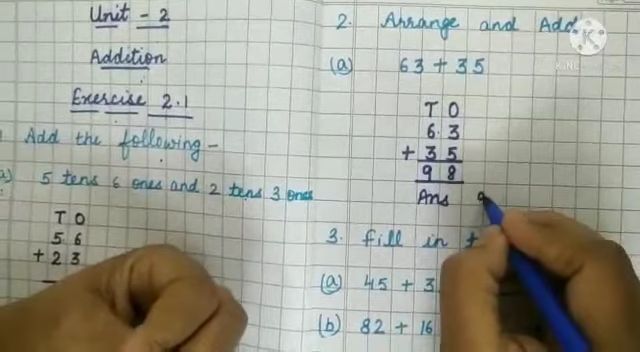 Unit - 2
Addition
Exercise 2.1
Add the following -
a) 5 tens 6 ones and 2 tens 3 ones
T O
5 6
+ 2 3
2. Arrange and Add
(a) 63 + 35
T O
6 3
+ 3 5
9 8
Ans 9
3. fill in
(a) 45 + 3
(b) 82 + 16